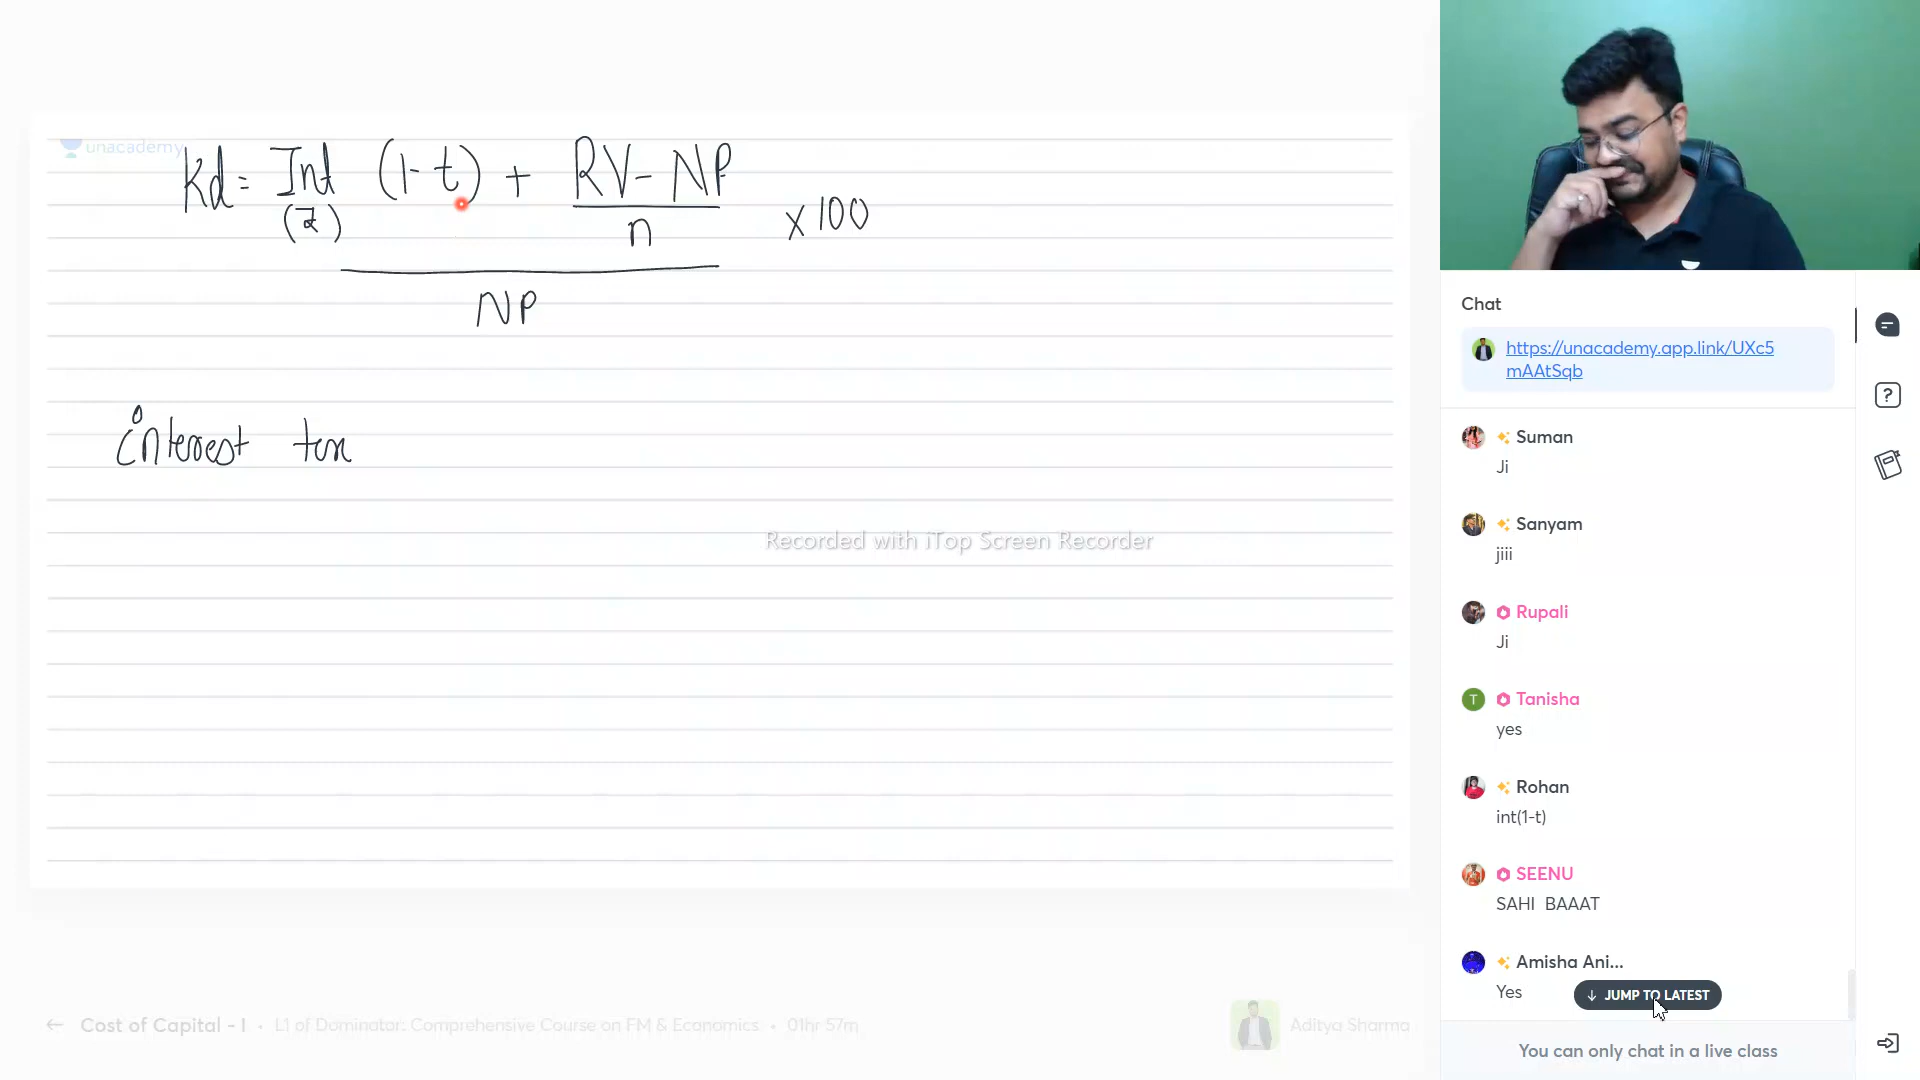 unacademy
Kd = Int (1-t) + RV - NP
(₹)
n
x 100
NP
interest tax
Recorded with iTop Screen Recorder
Cost of Capital - I • L1 of Dominator: Comprehensive Course on FM & Economics • 01hr 57m
Aditya Sharma
Chat
https://unacademy.app.link/UXc5
mAAtSqb
Suman
Ji
Sanyam
jiii
Rupali
Ji
T Tanisha
yes
Rohan
int(1-t)
SEENU
SAHI BAAAT
Amisha Ani...
Yes
JUMP TO LATEST
You can only chat in a live class